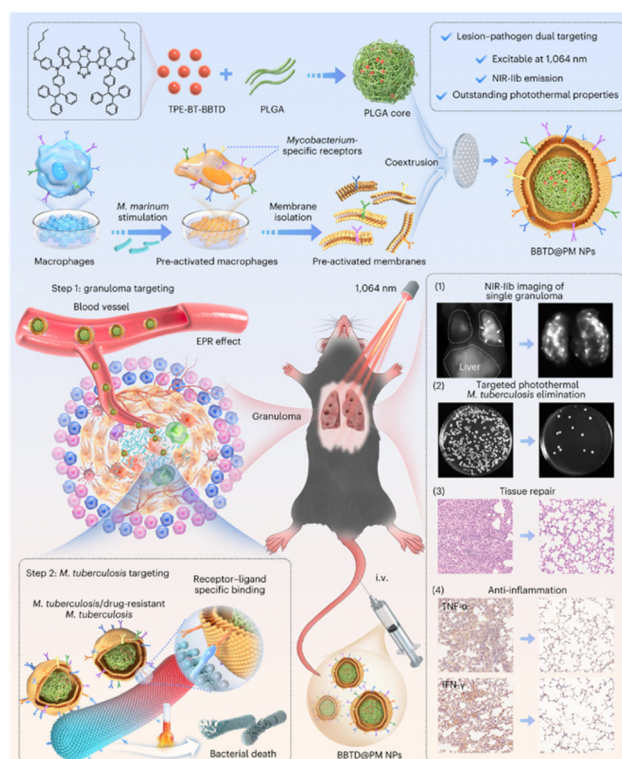 Lesion–pathogen dual targeting
Excitable at 1,064 nm
NIR-IIb emission
Outstanding photothermal properties
TPE-BT-BBTD
PLGA
PLGA core
Mycobacterium-
specific receptors
Coextrusion
M. marinum
stimulation
Membrane
isolation
Macrophages
Pre-activated macrophages
Pre-activated membranes
BBTD@PM NPs
Step 1: granuloma targeting
Blood vessel
EPR effect
Granuloma
1,064 nm
(1)
NIR-IIb imaging of
single granuloma
Liver
(2)
Targeted photothermal
M. tuberculosis elimination
(3)
Tissue repair
(4)
Anti-inflammation
TNF-α
IFN-γ
Step 2: M. tuberculosis targeting
Receptor–ligand
specific binding
M. tuberculosis/drug-resistant
M. tuberculosis
Bacterial death
i.v.
BBTD@PM NPs